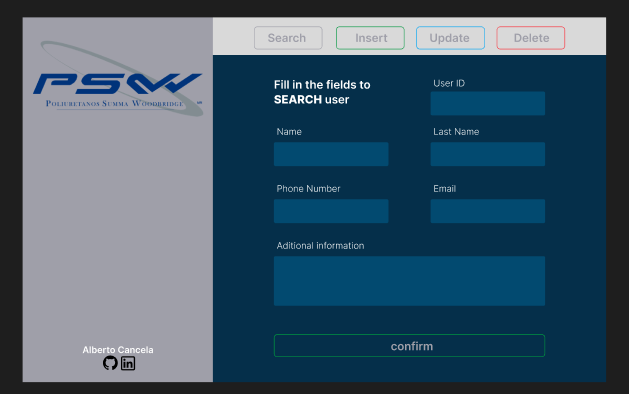 PSW
POLIURETANOS SUMMA WOODBRIDGE
Alberto Cancela
in
Search
Insert
Update
Delete
Fill in the fields to
SEARCH user
User ID
Name
Last Name
Phone Number
Email
Aditional information
confirm